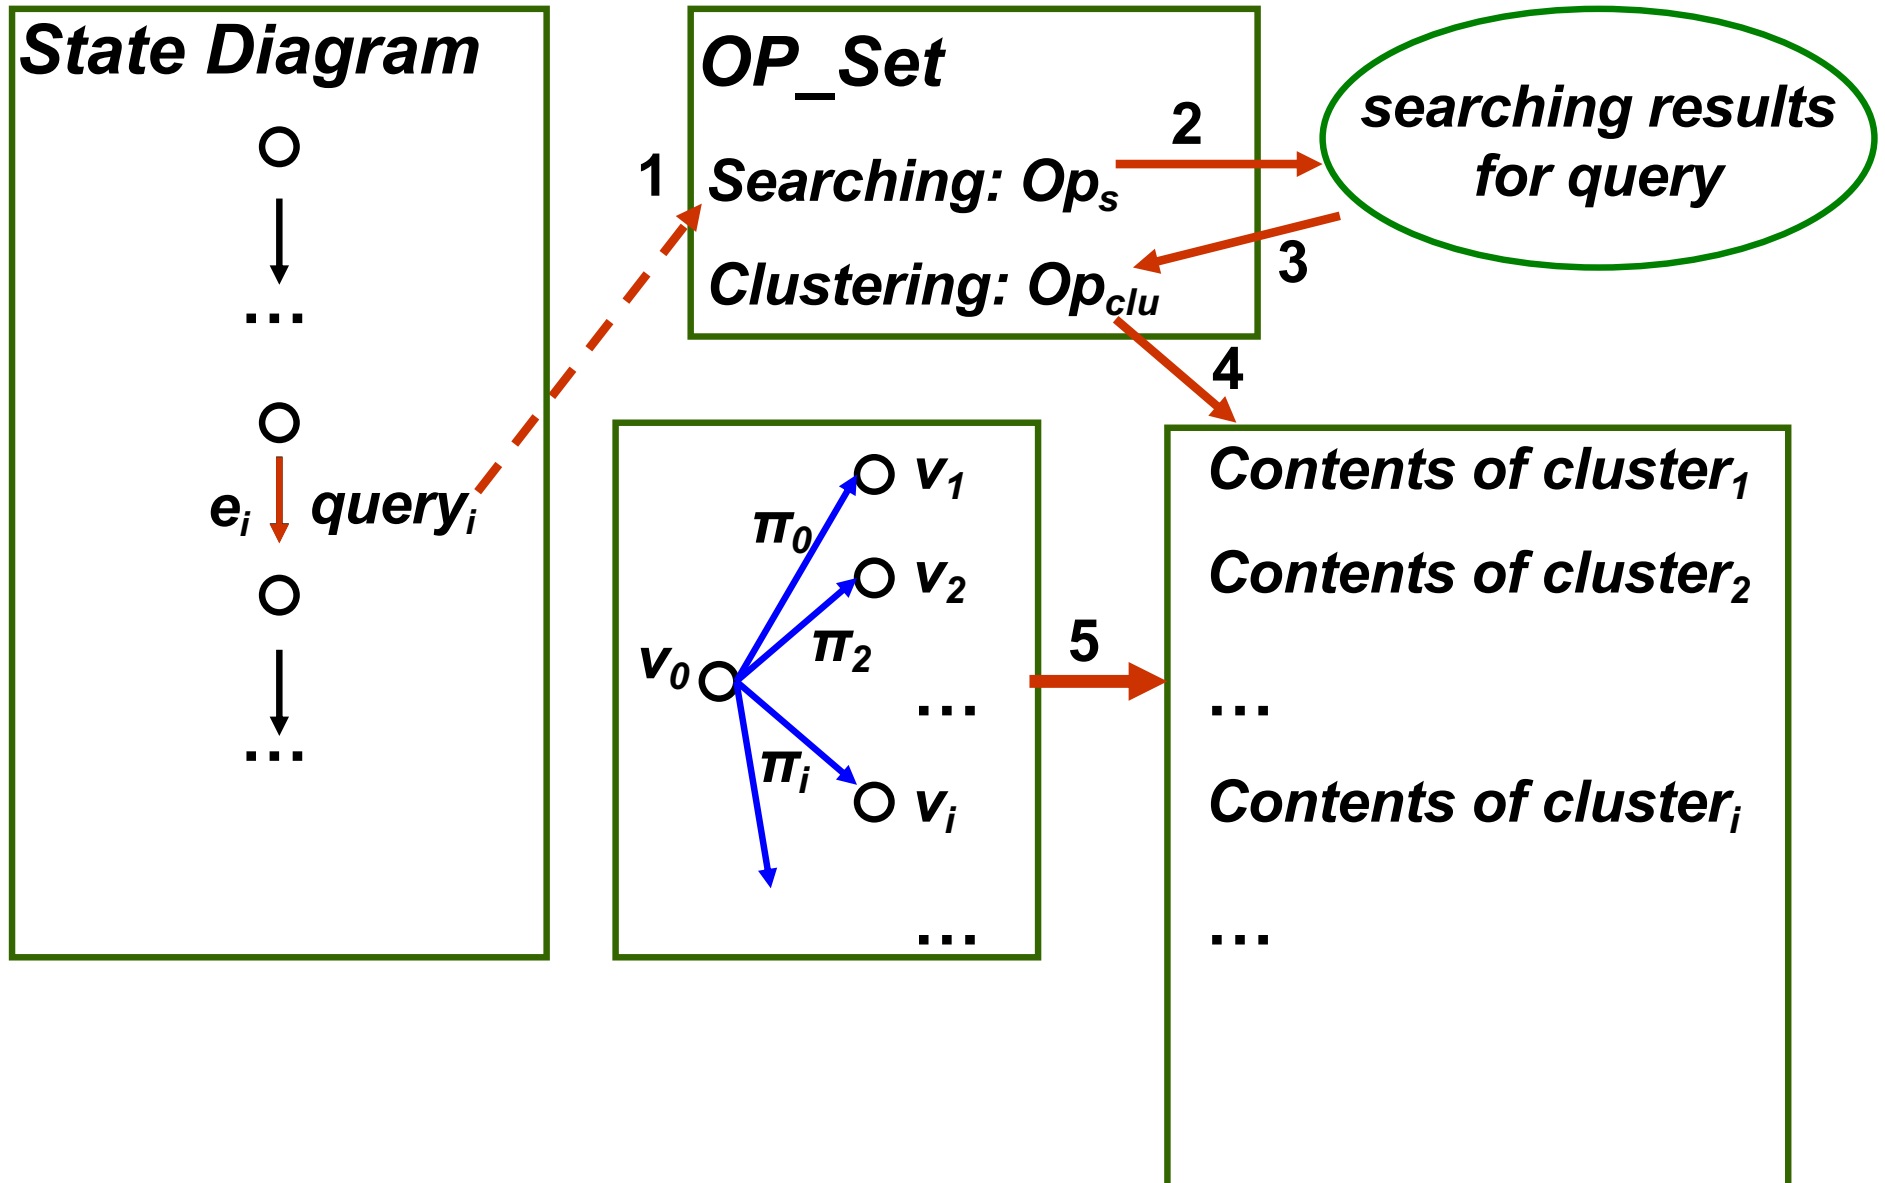 State Diagram
...
eᵢ queryᵢ
...
1
OP_Set
Searching: Opₛ
Clustering: Op_clu
2
searching results
for query
3
4
v₁
π₀
v₂
π₂
v₀
...
πᵢ
vᵢ
...
5
Contents of cluster₁
Contents of cluster₂
...
Contents of clusterᵢ
...